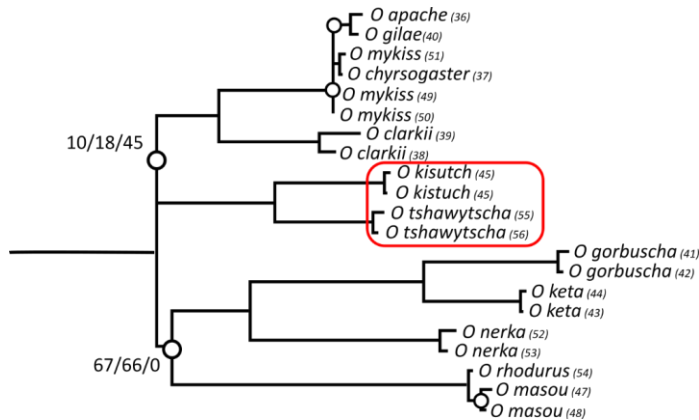 O apache (36)
O gilae (40)
O mykiss (51)
O chyrsogaster (37)
O mykiss (49)
O mykiss (50)
10/18/45
O clarkii (39)
O clarkii (38)
O kisutch (45)
O kistuch (45)
O tshawytscha (55)
O tshawytscha (56)
O gorbuscha (41)
O gorbuscha (42)
O keta (44)
O keta (43)
O nerka (52)
O nerka (53)
67/66/0
O rhodurus (54)
O masou (47)
O masou (48)